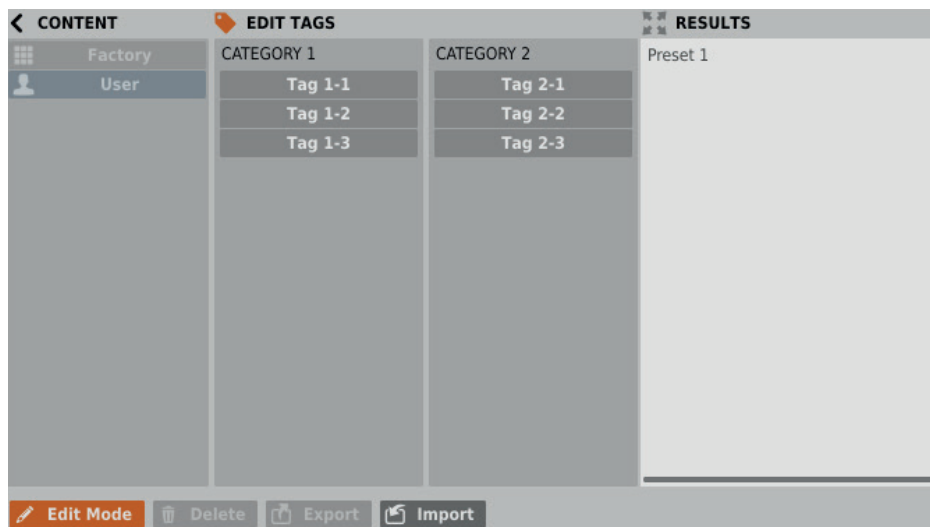 CONTENT
Factory
User
EDIT TAGS
CATEGORY 1
Tag 1-1
Tag 1-2
Tag 1-3
CATEGORY 2
Tag 2-1
Tag 2-2
Tag 2-3
RESULTS
Preset 1
Edit Mode
Delete
Export
Import